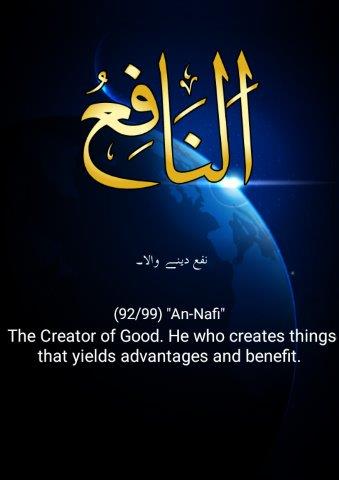 النَافِعُ
نفع دینے والا۔
(92/99) "An-Nafi"
The Creator of Good. He who creates things
that yields advantages and benefit.